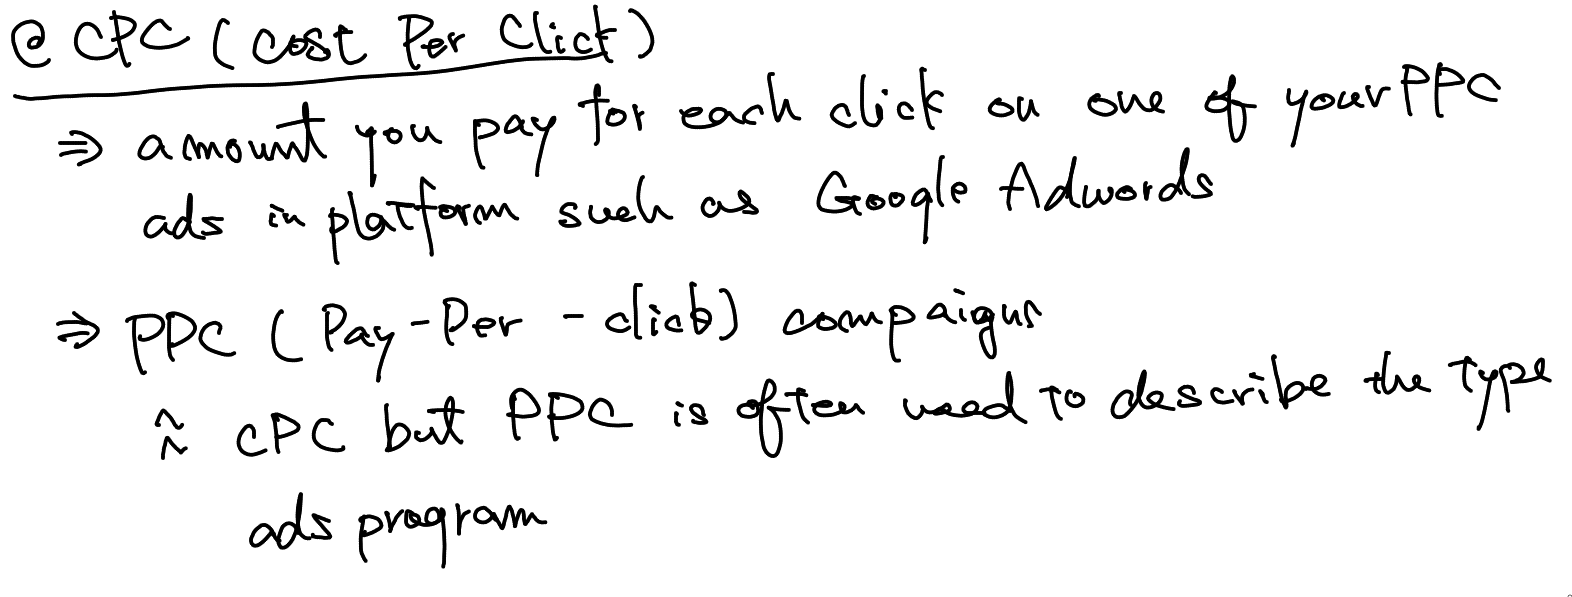 @ CPC (Cost Per Click)
⇒ amount you pay for each click on one of your PPC
ads in platform such as Google Adwords
⇒ PPC (Pay-Per-click) compaigns
≈ CPC but PPC is often used to describe the type
ads program